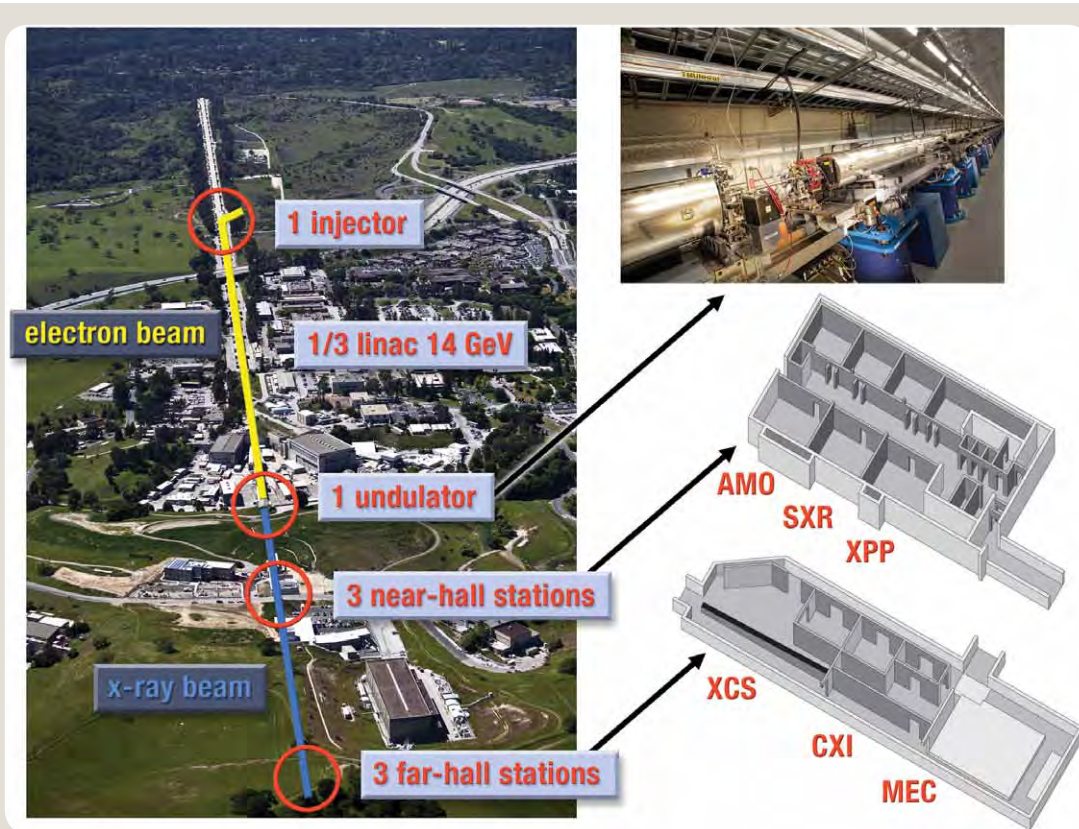 1 injector
electron beam
1/3 linac 14 GeV
1 undulator
3 near-hall stations
x-ray beam
3 far-hall stations
AMO
SXR
XPP
XCS
CXI
MEC